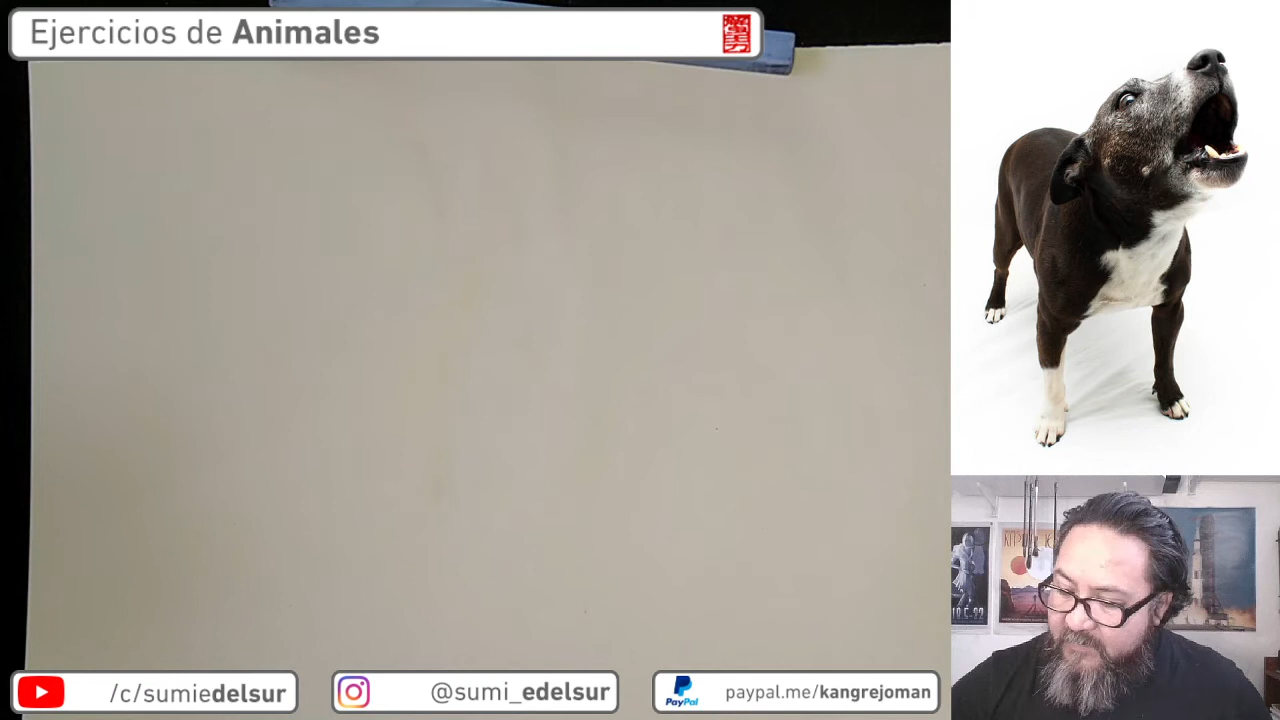 Ejercicios de Animales
/c/sumiedelsur
@sumi_edelsur
PayPal
paypal.me/kangrejoman